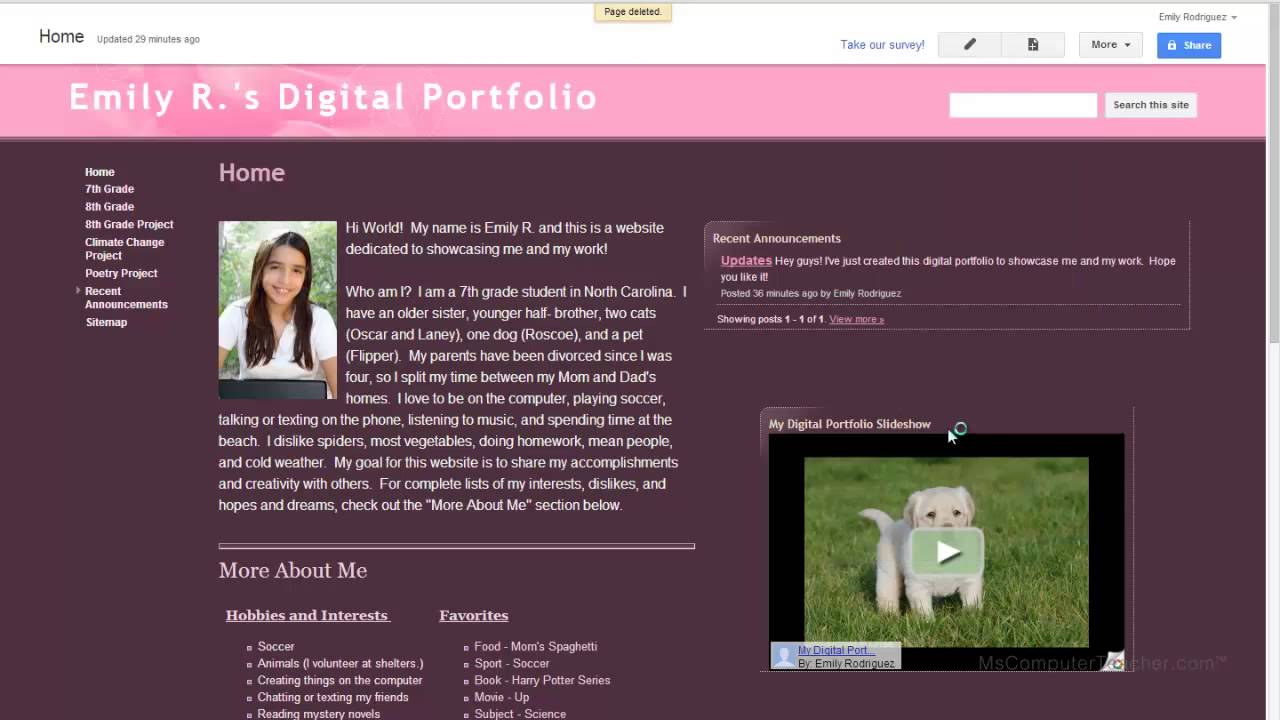 Page deleted.
Emily Rodriguez
Home Updated 29 minutes ago
Take our survey!
More
Share
Emily R.'s Digital Portfolio
Search this site
Home
7th Grade
8th Grade
8th Grade Project
Climate Change
Project
Poetry Project
Recent
Announcements
Sitemap
Home
Hi World! My name is Emily R. and this is a website
dedicated to showcasing me and my work!
Who am I? I am a 7th grade student in North Carolina. I
have an older sister, younger half- brother, two cats
(Oscar and Laney), one dog (Roscoe), and a pet
(Flipper). My parents have been divorced since I was
four, so I split my time between my Mom and Dad's
homes. I love to be on the computer, playing soccer,
talking or texting on the phone, listening to music, and spending time at the
beach. I dislike spiders, most vegetables, doing homework, mean people,
and cold weather. My goal for this website is to share my accomplishments
and creativity with others. For complete lists of my interests, dislikes, and
hopes and dreams, check out the "More About Me" section below.
More About Me
Hobbies and Interests
Soccer
Animals (I volunteer at shelters.)
Creating things on the computer
Chatting or texting my friends
Reading mystery novels
Favorites
Food - Mom's Spaghetti
Sport - Soccer
Book - Harry Potter Series
Movie - Up
Subject - Science
Recent Announcements
Updates Hey guys! I've just created this digital portfolio to showcase me and my work. Hope
you like it!
Posted 36 minutes ago by Emily Rodriguez
Showing posts 1 - 1 of 1. View more »
My Digital Portfolio Slideshow
My Digital Port...
By: Emily Rodriguez
MsComputerTeacher.com™